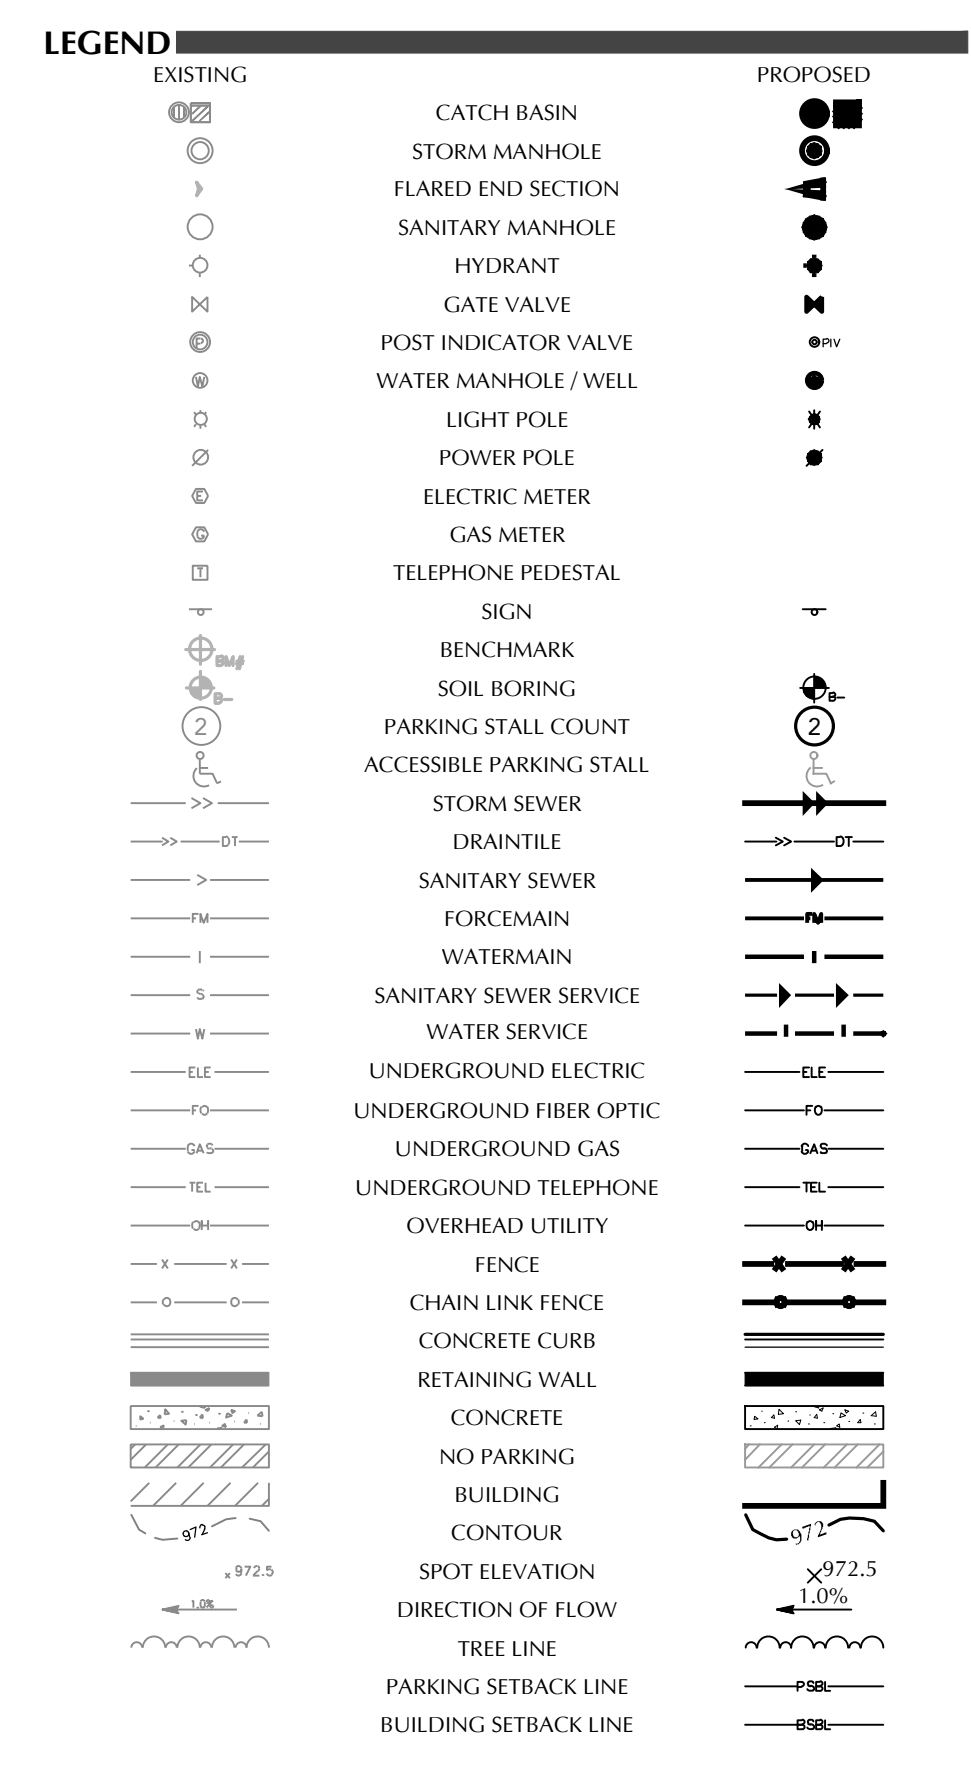 LEGEND
EXISTING PROPOSED
CATCH BASIN
STORM MANHOLE
FLARED END SECTION
SANITARY MANHOLE
HYDRANT
GATE VALVE
P POST INDICATOR VALVE PIV
W WATER MANHOLE / WELL
LIGHT POLE
POWER POLE
E ELECTRIC METER
G GAS METER
T TELEPHONE PEDESTAL
SIGN
BM# BENCHMARK
B- SOIL BORING B-
2 PARKING STALL COUNT 2
ACCESSIBLE PARKING STALL
>> STORM SEWER
>> DT DRAINTILE >> DT
> SANITARY SEWER
FM FORCEMAIN FM
I WATERMAIN I
S SANITARY SEWER SERVICE
W WATER SERVICE I I
ELE UNDERGROUND ELECTRIC ELE
FO UNDERGROUND FIBER OPTIC FO
GAS UNDERGROUND GAS GAS
TEL UNDERGROUND TELEPHONE TEL
OH OVERHEAD UTILITY OH
x x FENCE x x
o o CHAIN LINK FENCE o o
CONCRETE CURB
RETAINING WALL
CONCRETE
NO PARKING
BUILDING
972 CONTOUR 972
x 972.5 SPOT ELEVATION x972.5
1.0% DIRECTION OF FLOW 1.0%
TREE LINE
PARKING SETBACK LINE PSBL
BUILDING SETBACK LINE BSBL